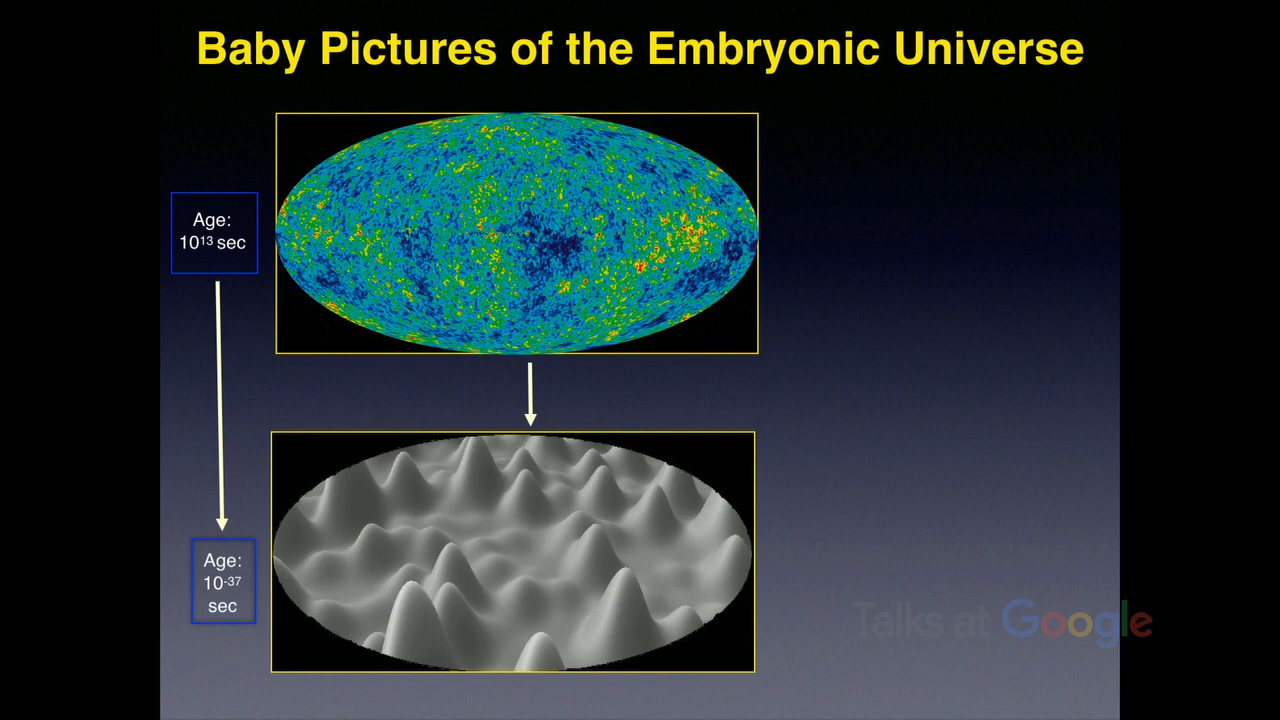 Baby Pictures of the Embryonic Universe
Age:
10¹³ sec
Age:
10⁻³⁷
sec
Talks at Google